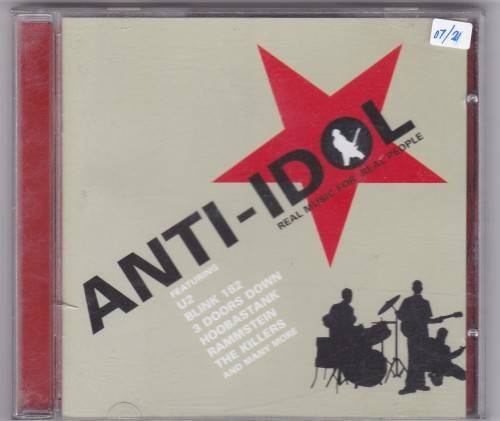 07/21
ANTI-IDOL
REAL MUSIC FOR REAL PEOPLE
FEATURING
U2
BLINK 182
3 DOORS DOWN
HOOBASTANK
RAMMSTEIN
THE KILLERS
AND MANY MORE